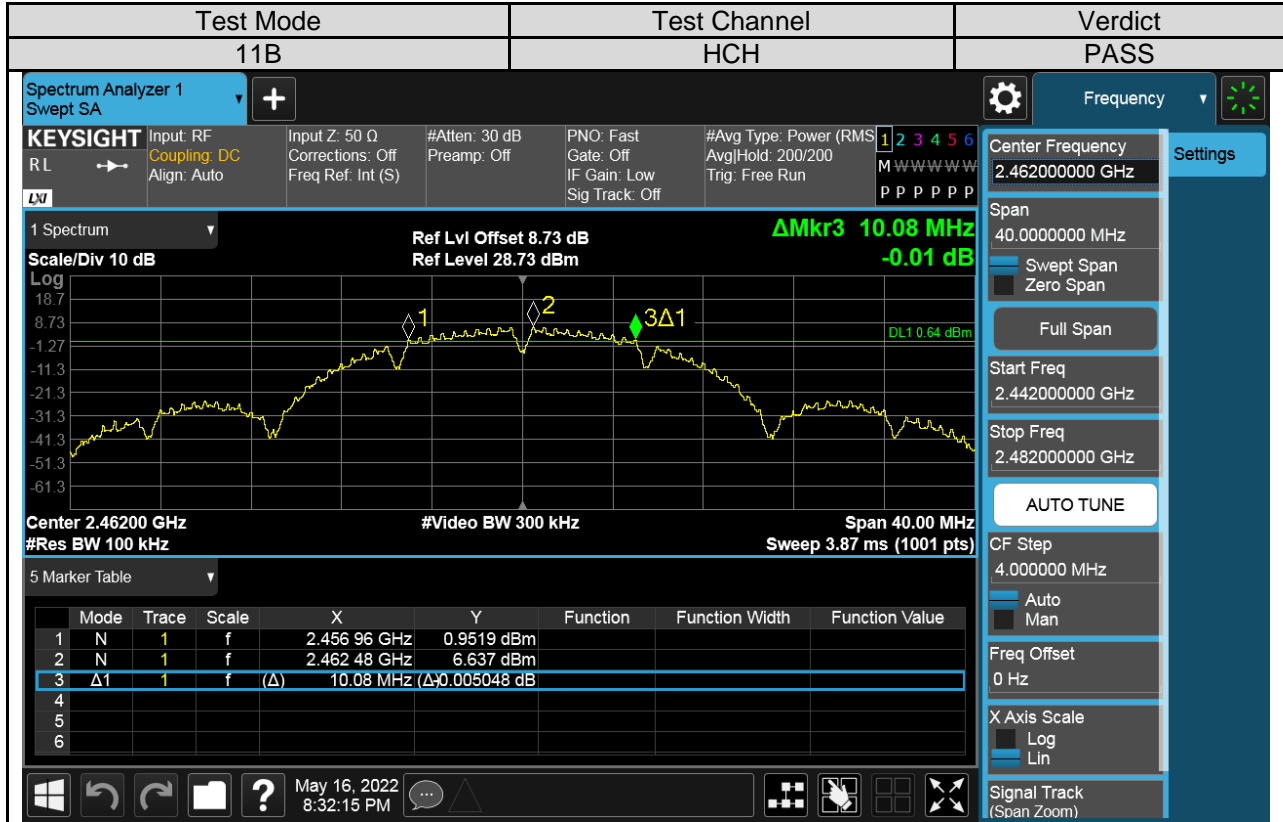 Test Mode Test Channel Verdict
11B HCH PASS
Spectrum Analyzer 1
Swept SA
+
Frequency
KEYSIGHT
RL
LXI
Input: RF
Coupling: DC
Align: Auto
Input Z: 50 Ω
Corrections: Off
Freq Ref: Int (S)
#Atten: 30 dB
Preamp: Off
PNO: Fast
Gate: Off
IF Gain: Low
Sig Track: Off
#Avg Type: Power (RMS
Avg|Hold: 200/200
Trig: Free Run
1 2 3 4 5 6
M W W W W W
P P P P P P
1 Spectrum
Scale/Div 10 dB
Ref Lvl Offset 8.73 dB
Ref Level 28.73 dBm
ΔMkr3 10.08 MHz
-0.01 dB
Log
18.7
8.73
-1.27
-11.3
-21.3
-31.3
-41.3
-51.3
-61.3
1
2
3Δ1
DL1 0.64 dBm
Center 2.46200 GHz #Video BW 300 kHz Span 40.00 MHz
#Res BW 100 kHz Sweep 3.87 ms (1001 pts)
5 Marker Table
Mode Trace Scale X Y Function Function Width Function Value
1 N 1 f 2.456 96 GHz 0.9519 dBm
2 N 1 f 2.462 48 GHz 6.637 dBm
3 Δ1 1 f (Δ) 10.08 MHz (Δ) -0.005048 dB
4
5
6
?
May 16, 2022
8:32:15 PM
Center Frequency
2.462000000 GHz
Settings
Span
40.0000000 MHz
Swept Span
Zero Span
Full Span
Start Freq
2.442000000 GHz
Stop Freq
2.482000000 GHz
AUTO TUNE
CF Step
4.000000 MHz
Auto
Man
Freq Offset
0 Hz
X Axis Scale
Log
Lin
Signal Track
(Span Zoom)